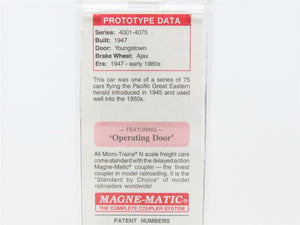 PROTOTYPE DATA
Series: 4001-4075
Built: 1947
Door: Youngstown
Brake Wheel: Ajax
Era: 1947 - early 1980s
This car was one of a series of 75
cars flying the Pacific Great Eastern
herald introduced in 1945 and used
well into the 1950s.
— FEATURING —
'Operating Door'
All Micro-Trains® N scale freight cars
come standard with the delayed action
Magne-Matic® coupler — the finest
coupler in model railroading. It is the
"Standard by Choice" of model
railroaders worldwide!
MAGNE-MATIC®
THE COMPLETE COUPLER SYSTEM
PATENT NUMBERS